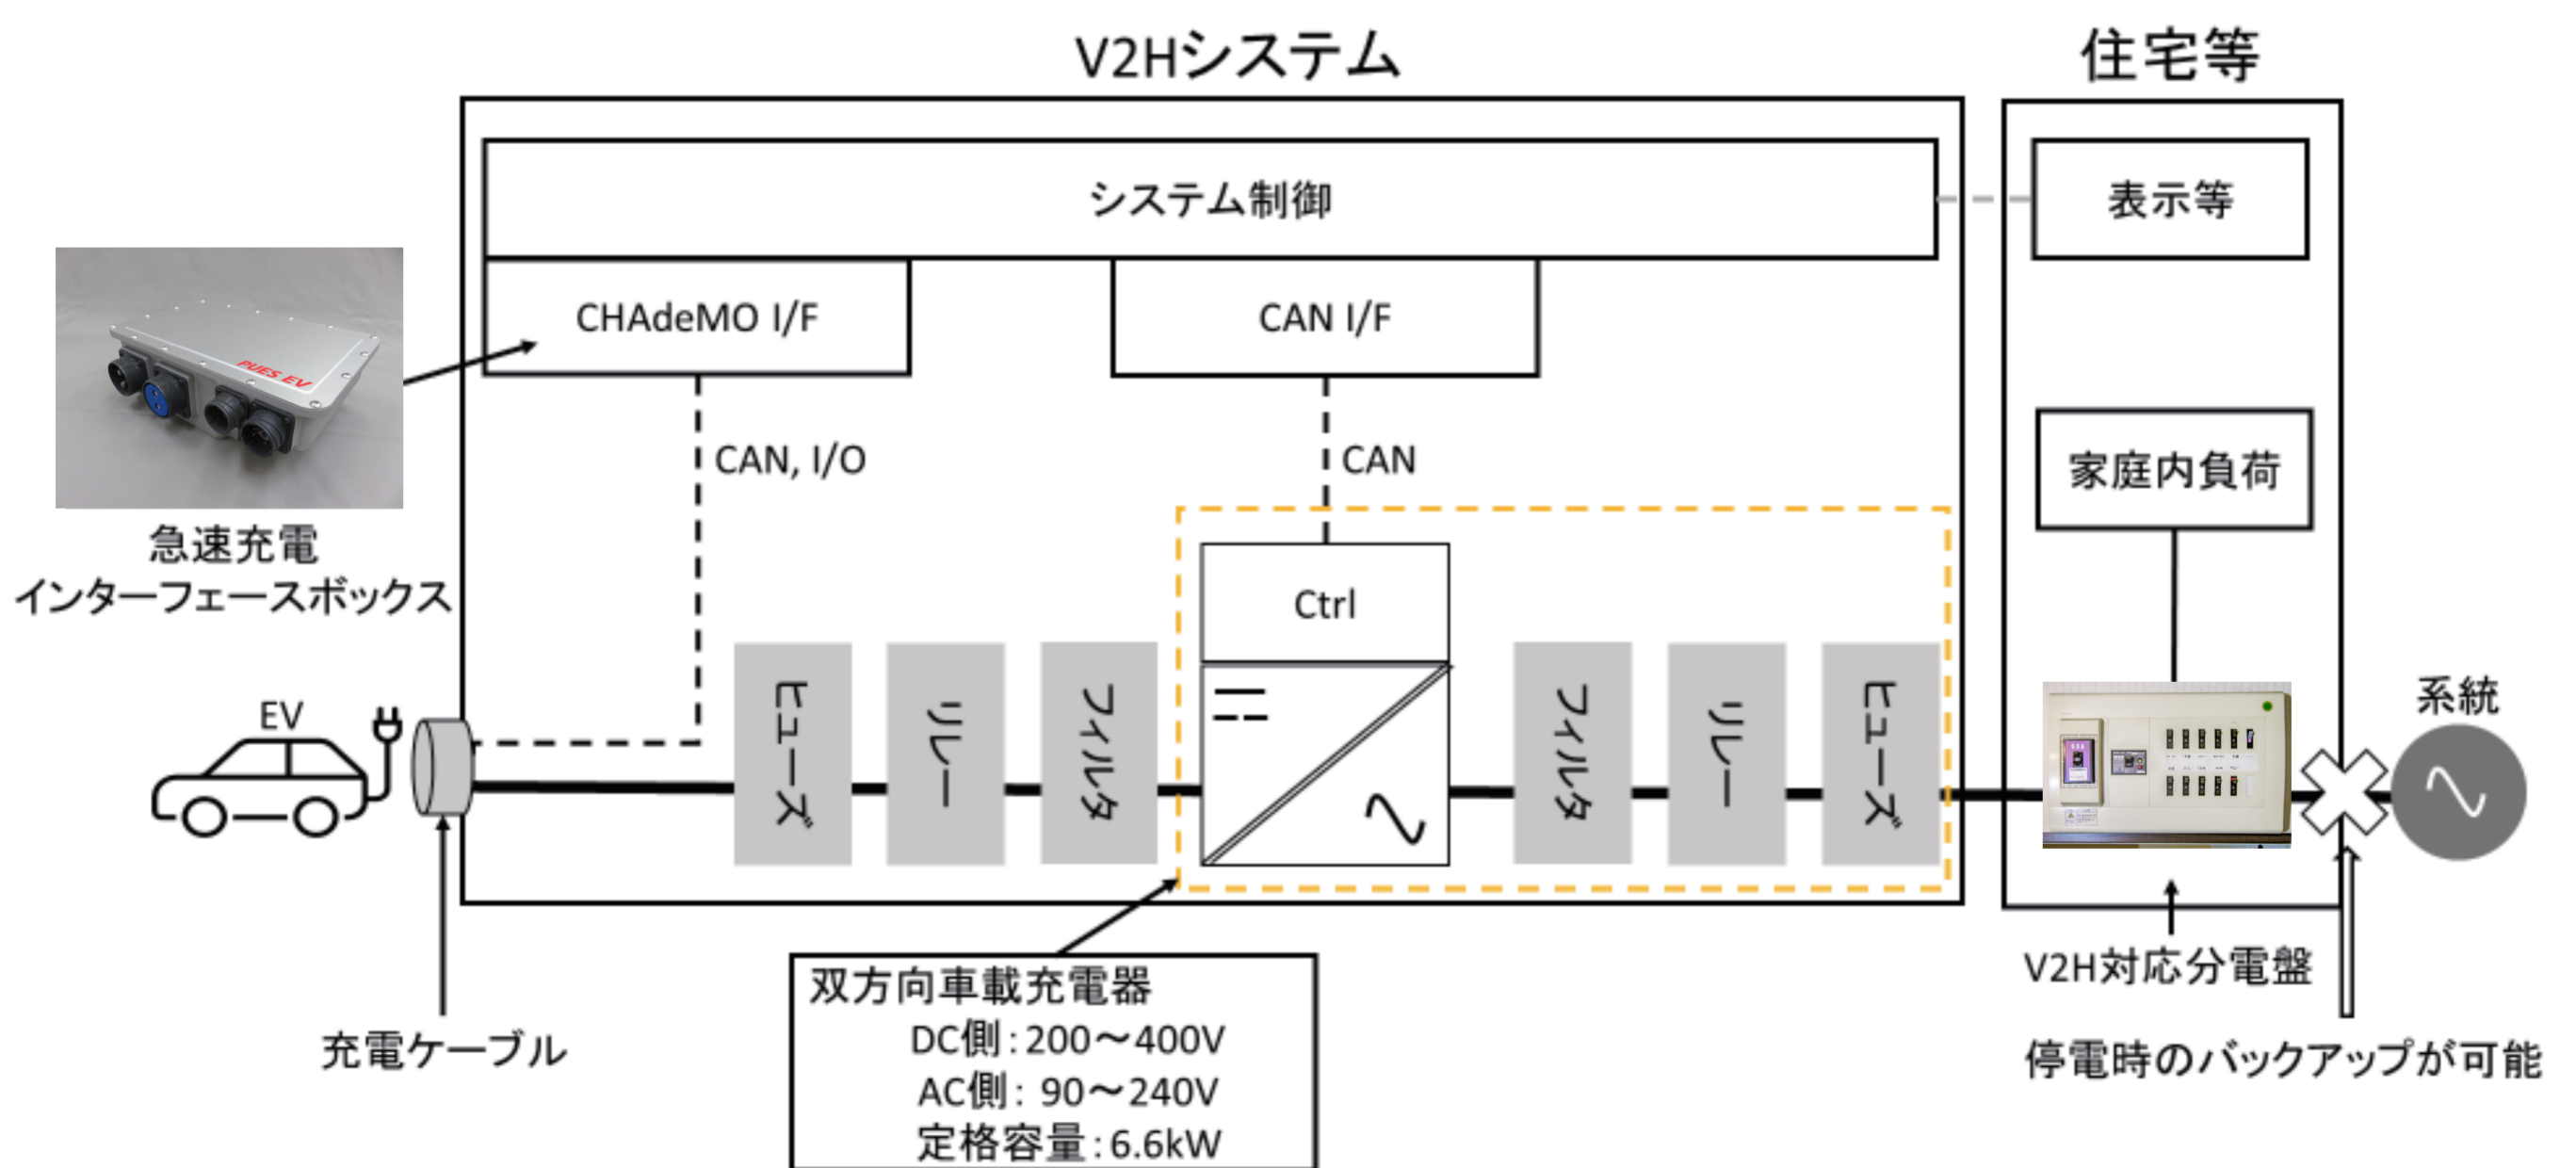 V2Hシステム
住宅等
システム制御
表示等
CHAdeMO I/F
CAN I/F
PUES EV
CAN, I/O
CAN
家庭内負荷
急速充電
インターフェースボックス
Ctrl
EV
ヒューズ
リレー
フィルタ
フィルタ
リレー
ヒューズ
系統
V2H対応分電盤
充電ケーブル
停電時のバックアップが可能
双方向車載充電器
DC側：200～400V
AC側： 90～240V
定格容量：6.6kW